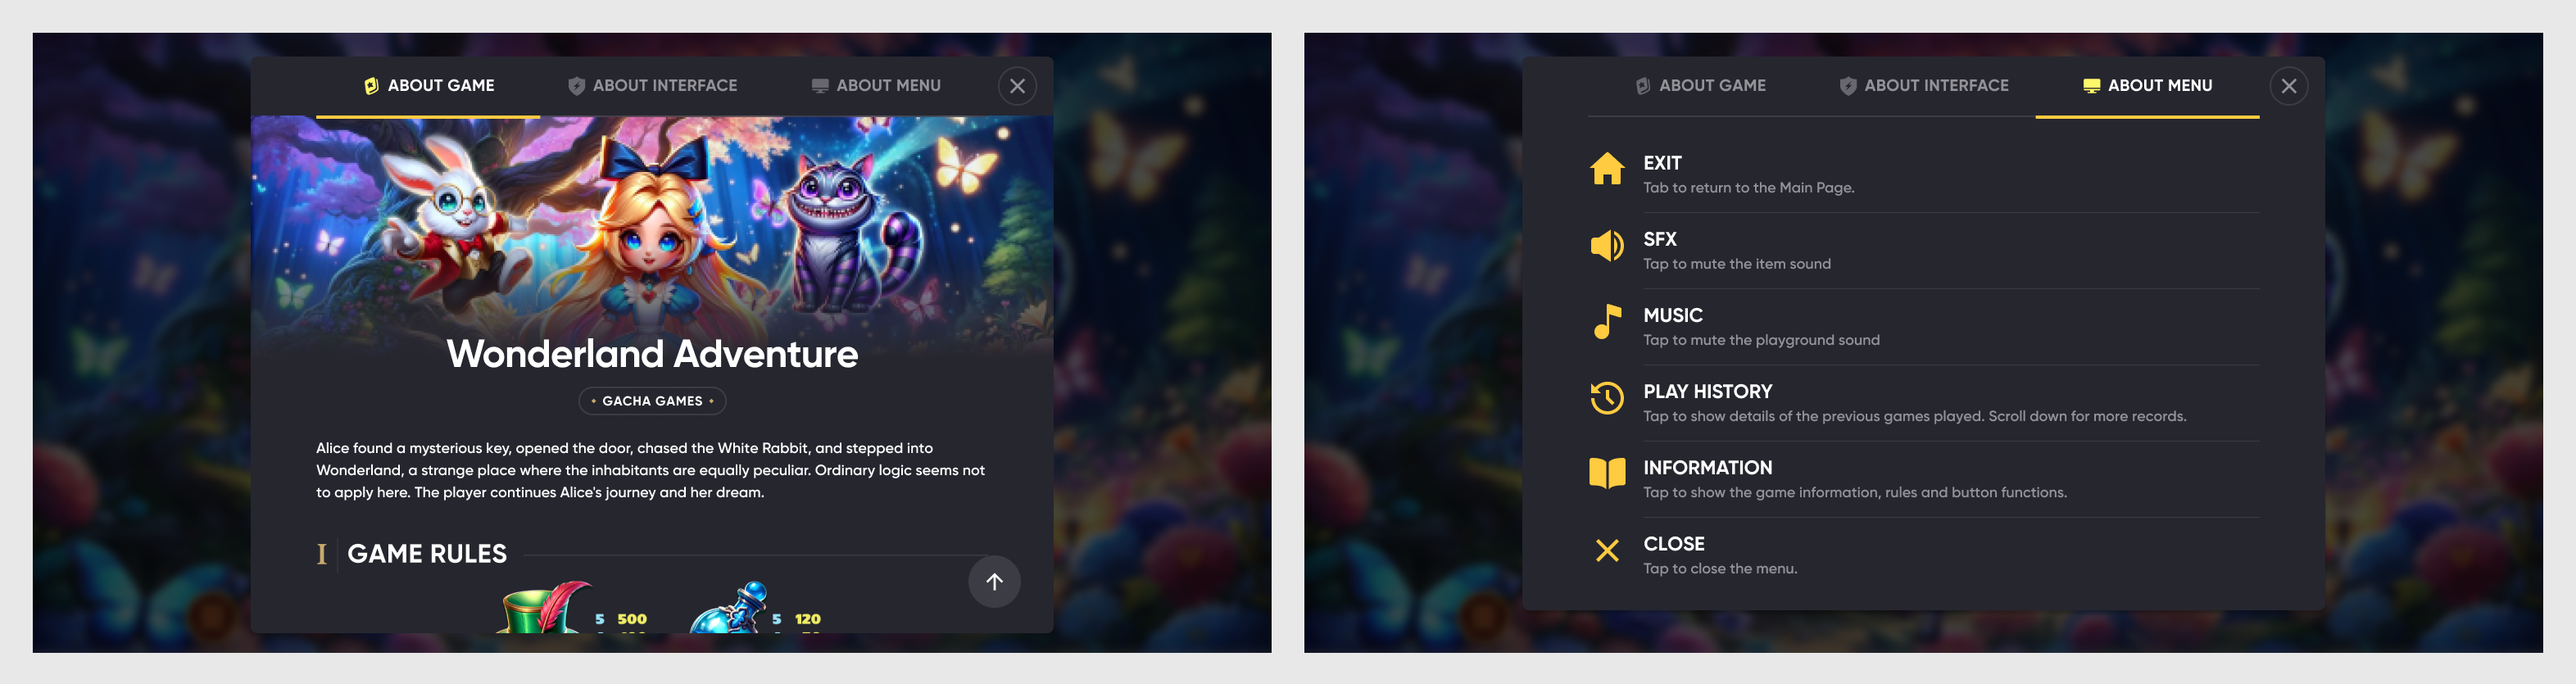 ABOUT GAME
ABOUT INTERFACE
ABOUT MENU
Wonderland Adventure
GACHA GAMES
Alice found a mysterious key, opened the door, chased the White Rabbit, and stepped into
Wonderland, a strange place where the inhabitants are equally peculiar. Ordinary logic seems not
to apply here. The player continues Alice's journey and her dream.
I GAME RULES
5 500
5 120
ABOUT GAME
ABOUT INTERFACE
ABOUT MENU
EXIT
Tab to return to the Main Page.
SFX
Tap to mute the item sound
MUSIC
Tap to mute the playground sound
PLAY HISTORY
Tap to show details of the previous games played. Scroll down for more records.
INFORMATION
Tap to show the game information, rules and button functions.
CLOSE
Tap to close the menu.